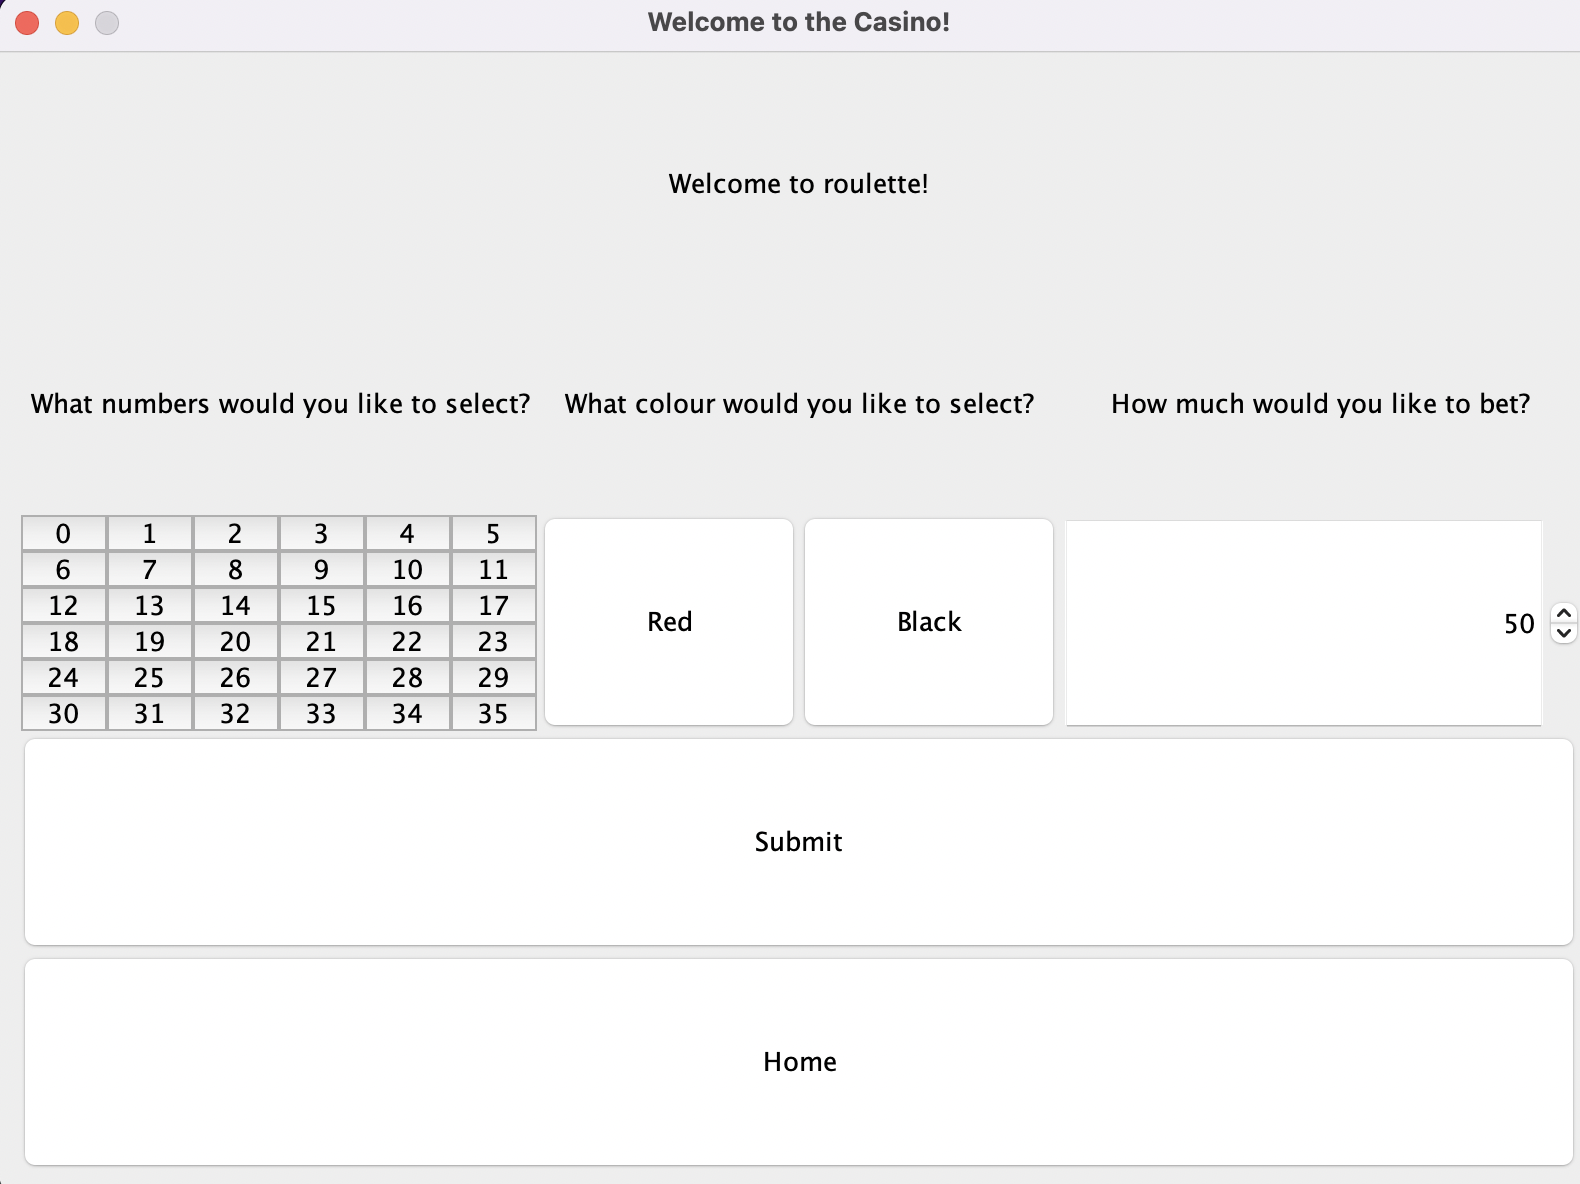 Welcome to the Casino!
Welcome to roulette!
What numbers would you like to select? What colour would you like to select? How much would you like to bet?
0 1 2 3 4 5
6 7 8 9 10 11
12 13 14 15 16 17
18 19 20 21 22 23
24 25 26 27 28 29
30 31 32 33 34 35
Red Black 50
Submit
Home